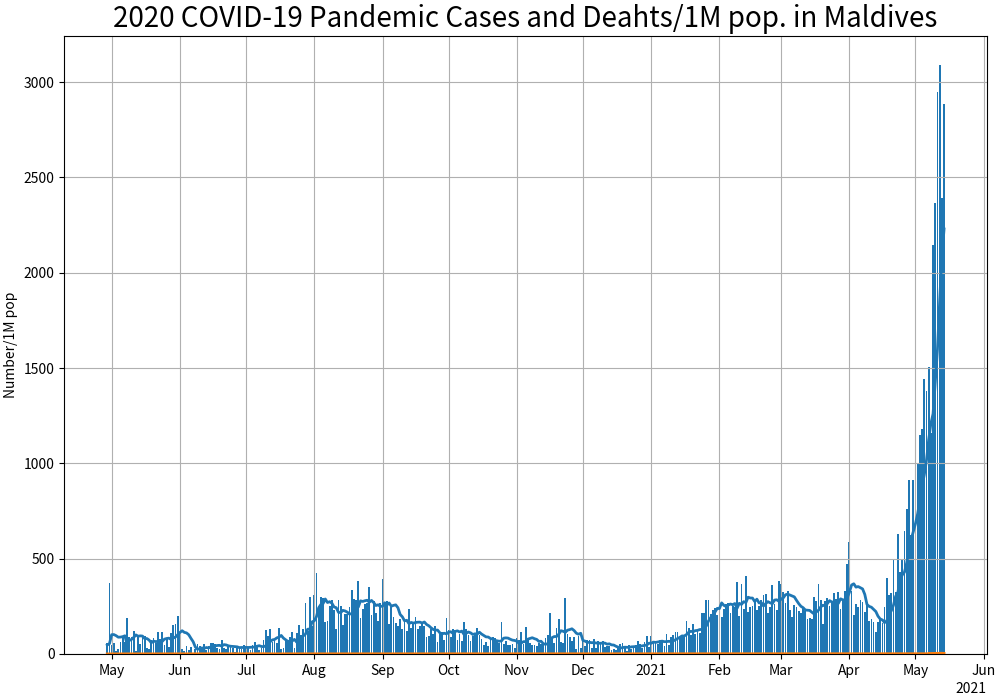 2020 COVID-19 Pandemic Cases and Deahts/1M pop. in Maldives
Number/1M pop
3000
2500
2000
1500
1000
500
0
May Jun Jul Aug Sep Oct Nov Dec 2021 Feb Mar Apr May Jun
2021